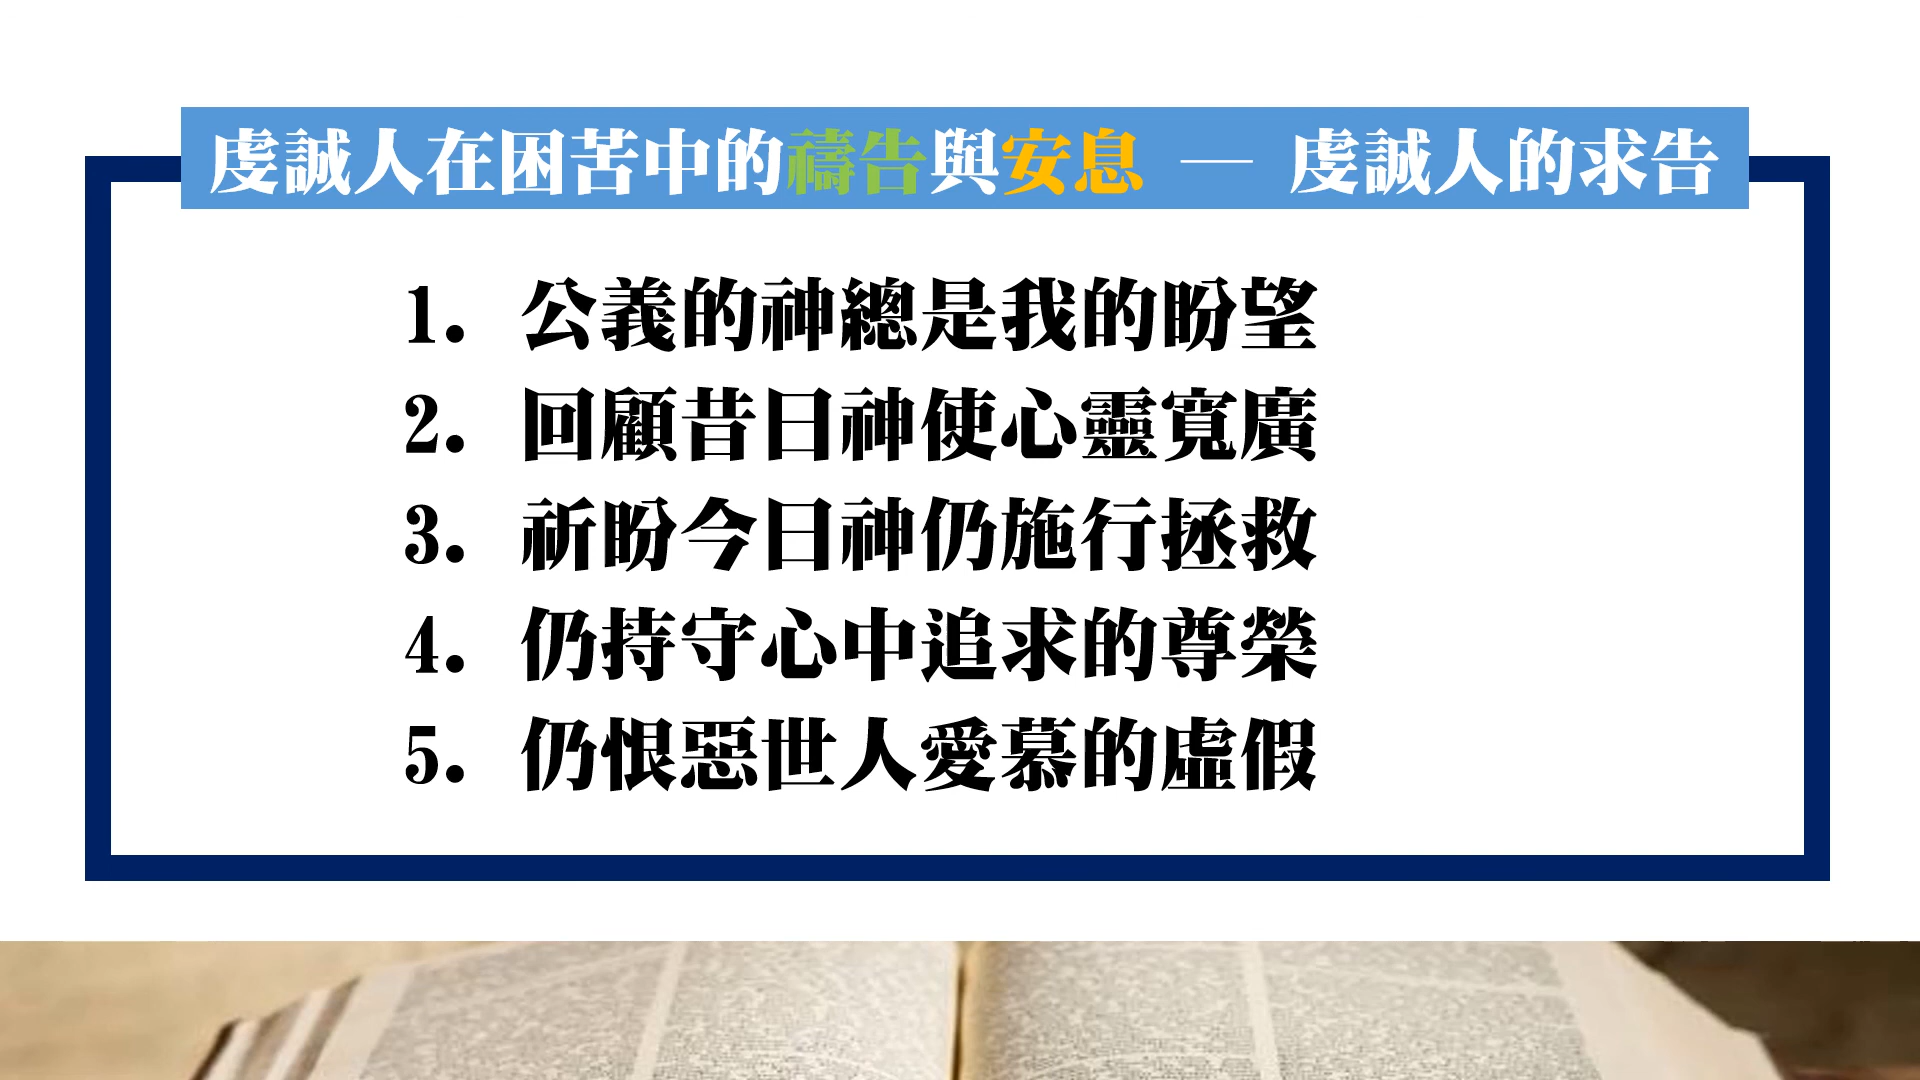 虔誠人在困苦中的禱告與安息 — 虔誠人的求告
1. 公義的神總是我的盼望
2. 回顧昔日神使心靈寬廣
3. 祈盼今日神仍施行拯救
4. 仍持守心中追求的尊榮
5. 仍恨惡世人愛慕的虛假